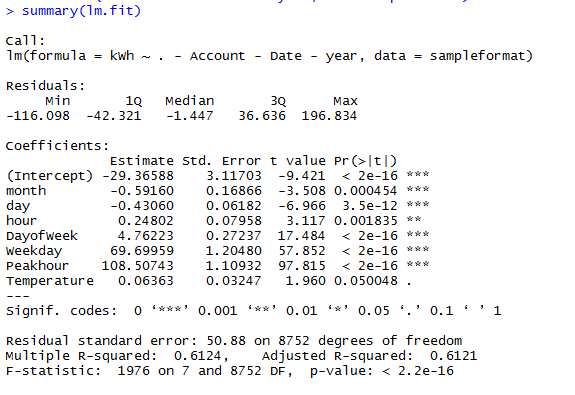 > summary(lm.fit)
Call:
lm(formula = kWh ~ . - Account - Date - year, data = sampleformat)
Residuals:
     Min       1Q   Median       3Q      Max
-116.098  -42.321   -1.447   36.636  196.834
Coefficients:
             Estimate Std. Error t value Pr(>|t|)
(Intercept) -29.36588    3.11703  -9.421  < 2e-16 ***
month        -0.59160    0.16866  -3.508 0.000454 ***
day          -0.43060    0.06182  -6.966  3.5e-12 ***
hour          0.24802    0.07958   3.117 0.001835 **
DayofWeek     4.76223    0.27237  17.484  < 2e-16 ***
Weekday      69.69959    1.20480  57.852  < 2e-16 ***
Peakhour    108.50743    1.10932  97.815  < 2e-16 ***
Temperature   0.06363    0.03247   1.960 0.050048 .
---
Signif. codes:  0 ‘***’ 0.001 ‘**’ 0.01 ‘*’ 0.05 ‘.’ 0.1 ‘ ’ 1
Residual standard error: 50.88 on 8752 degrees of freedom
Multiple R-squared:  0.6124,    Adjusted R-squared:  0.6121
F-statistic:  1976 on 7 and 8752 DF,  p-value: < 2.2e-16